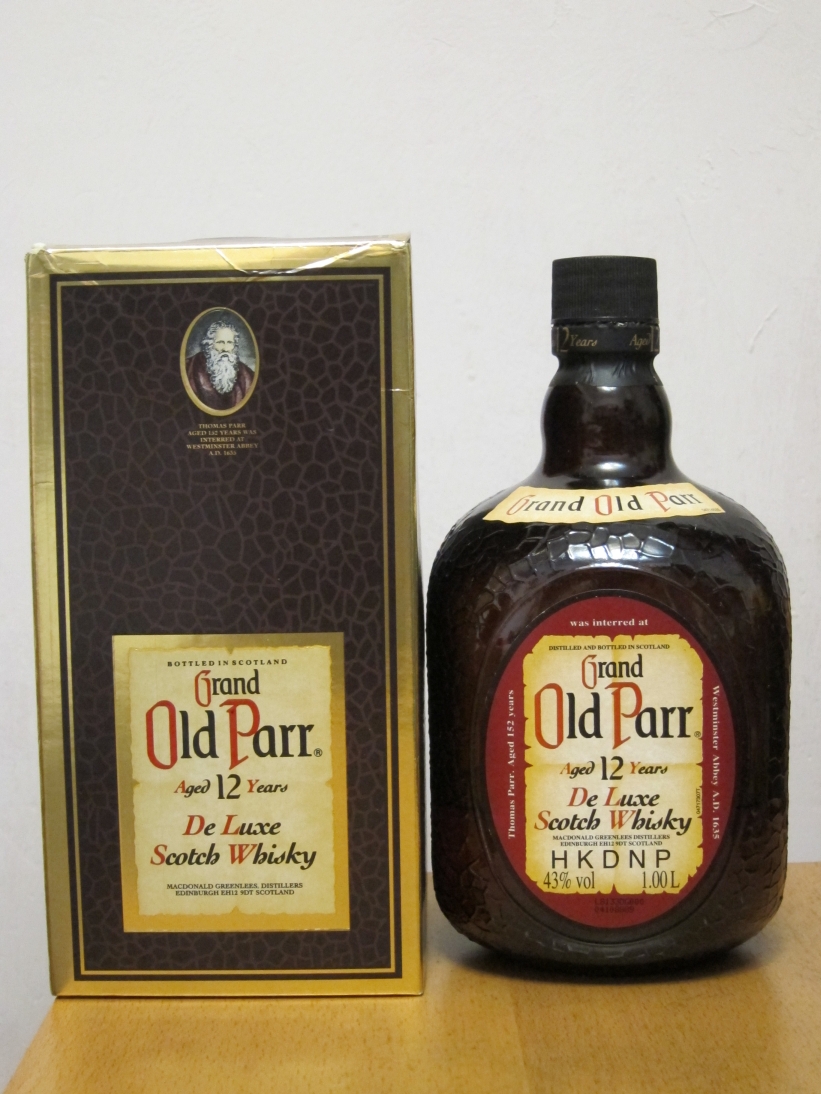 THOMAS PARR
AGED 152 YEARS WAS
INTERRED AT
WESTMINSTER ABBEY
A.D. 1635
BOTTLED IN SCOTLAND
Grand
Old Parr®
Aged 12 Years
De Luxe
Scotch Whisky
MACDONALD GREENLEES, DISTILLERS
EDINBURGH EH12 9DT SCOTLAND
Years Aged
Grand Old Parr
was interred at
Thomas Parr. Aged 152 years
Westminster Abbey A.D. 1635
DISTILLED AND BOTTLED IN SCOTLAND
Grand
Old Parr®
Aged 12 Years
De Luxe
Scotch Whisky
MACDONALD GREENLEES DISTILLERS
EDINBURGH EH12 9DT SCOTLAND
HKDNP
43% vol 1.00 L